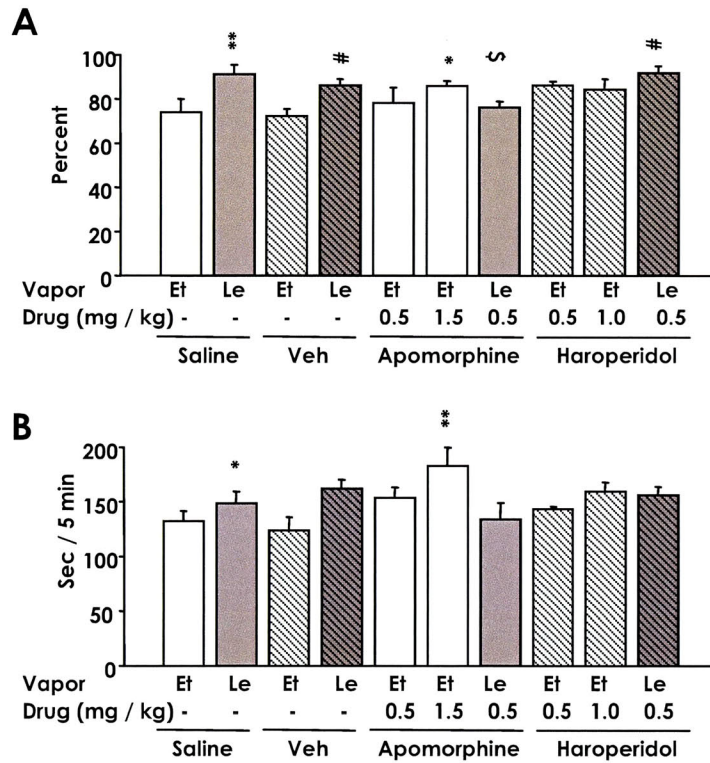 A
** # * $ #
100
80
60
40
20
0
Percent
Vapor Et Le Et Le Et Et Le Et Et Le
Drug (mg / kg) - - - - 0.5 1.5 0.5 0.5 1.0 0.5
Saline Veh Apomorphine Haroperidol
B
* **
200
150
100
50
0
Sec / 5 min
Vapor Et Le Et Le Et Et Le Et Et Le
Drug (mg / kg) - - - - 0.5 1.5 0.5 0.5 1.0 0.5
Saline Veh Apomorphine Haroperidol